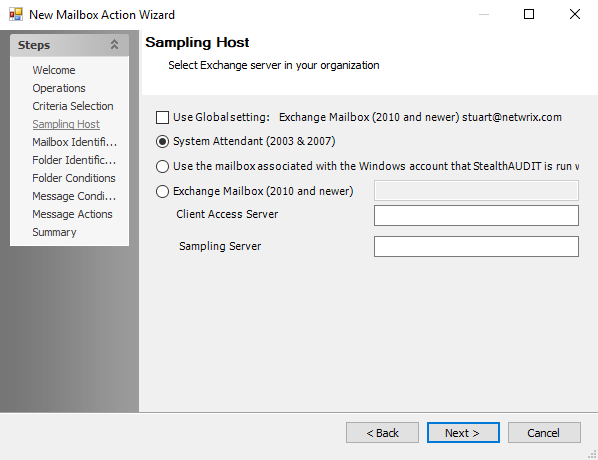 New Mailbox Action Wizard
Steps
Welcome
Operations
Criteria Selection
Sampling Host
Mailbox Identifi...
Folder Identific...
Folder Conditions
Message Condi...
Message Actions
Summary
Sampling Host
Select Exchange server in your organization
Use Global setting: Exchange Mailbox (2010 and newer) stuart@netwrix.com
System Attendant (2003 & 2007)
Use the mailbox associated with the Windows account that StealthAUDIT is run w
Exchange Mailbox (2010 and newer)
Client Access Server
Sampling Server
< Back
Next >
Cancel